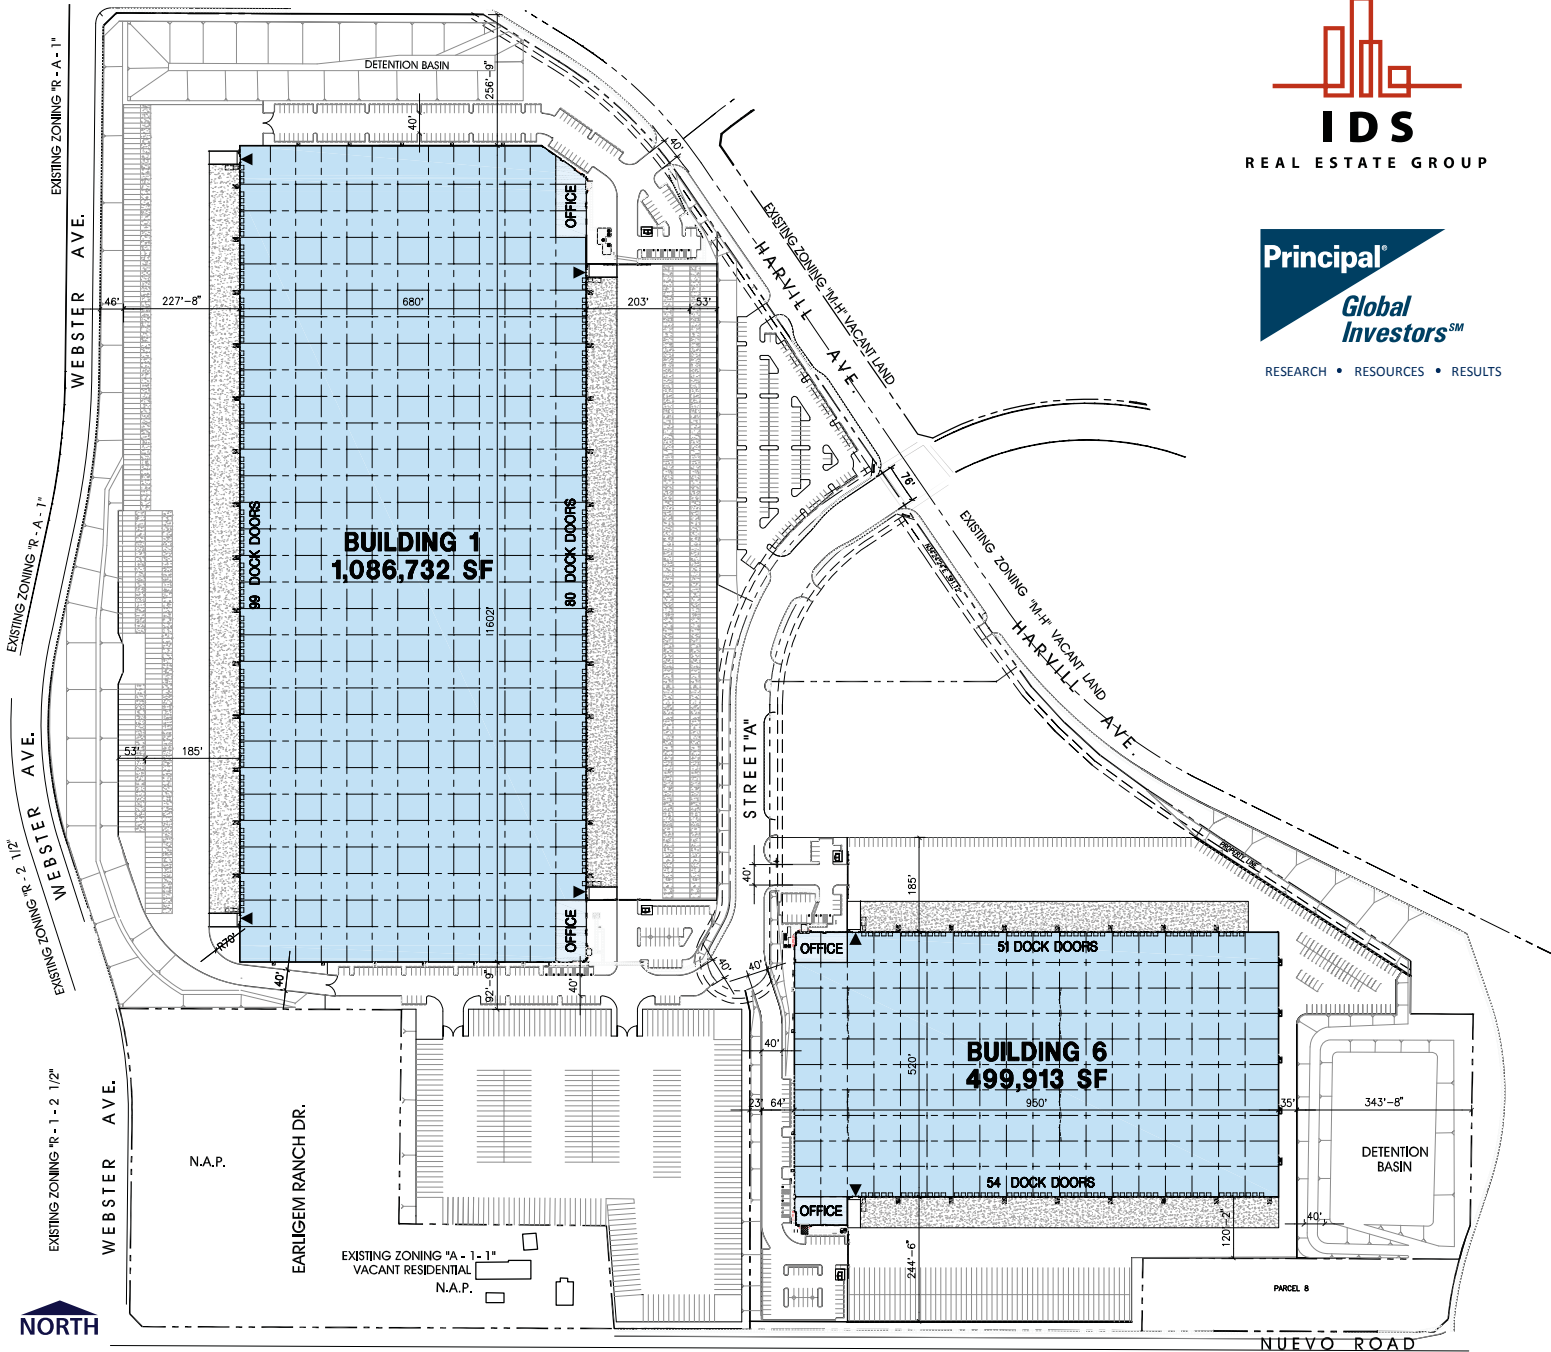 IDS
REAL ESTATE GROUP
Principal®
Global
Investors℠
RESEARCH • RESOURCES • RESULTS
DETENTION BASIN
256'-9"
40'
40'
EXISTING ZONING "R - A - 1"
WEBSTER AVE.
OFFICE
EXISTING ZONING "M-H" VACANT LAND
HARVILL AVE.
46'
227'-8"
680'
203'
53'
99 DOCK DOORS
BUILDING 1
1,086,732 SF
80 DOCK DOORS
1602'
76'
EXISTING ZONING "R - A - 1"
EXISTING ZONING "M-H" VACANT LAND
HARVILL AVE.
WEBSTER AVE.
53'
185'
STREET "A"
EXISTING ZONING "R - 2 1/2"
PROPERTY LINE
40'
185'
OFFICE
R70'
40'
92'-9"
40'
40'
40'
OFFICE
51 DOCK DOORS
BUILDING 6
499,913 SF
520'
40'
23'
64'
950'
35'
343'-8"
DETENTION
BASIN
54 DOCK DOORS
OFFICE
40'
120'-2"
244'-6"
EXISTING ZONING "R - 1 - 2 1/2"
WEBSTER AVE.
N.A.P.
EARLIGEM RANCH DR.
EXISTING ZONING "A - 1 - 1"
VACANT RESIDENTIAL
N.A.P.
PARCEL 8
NORTH
NUEVO ROAD